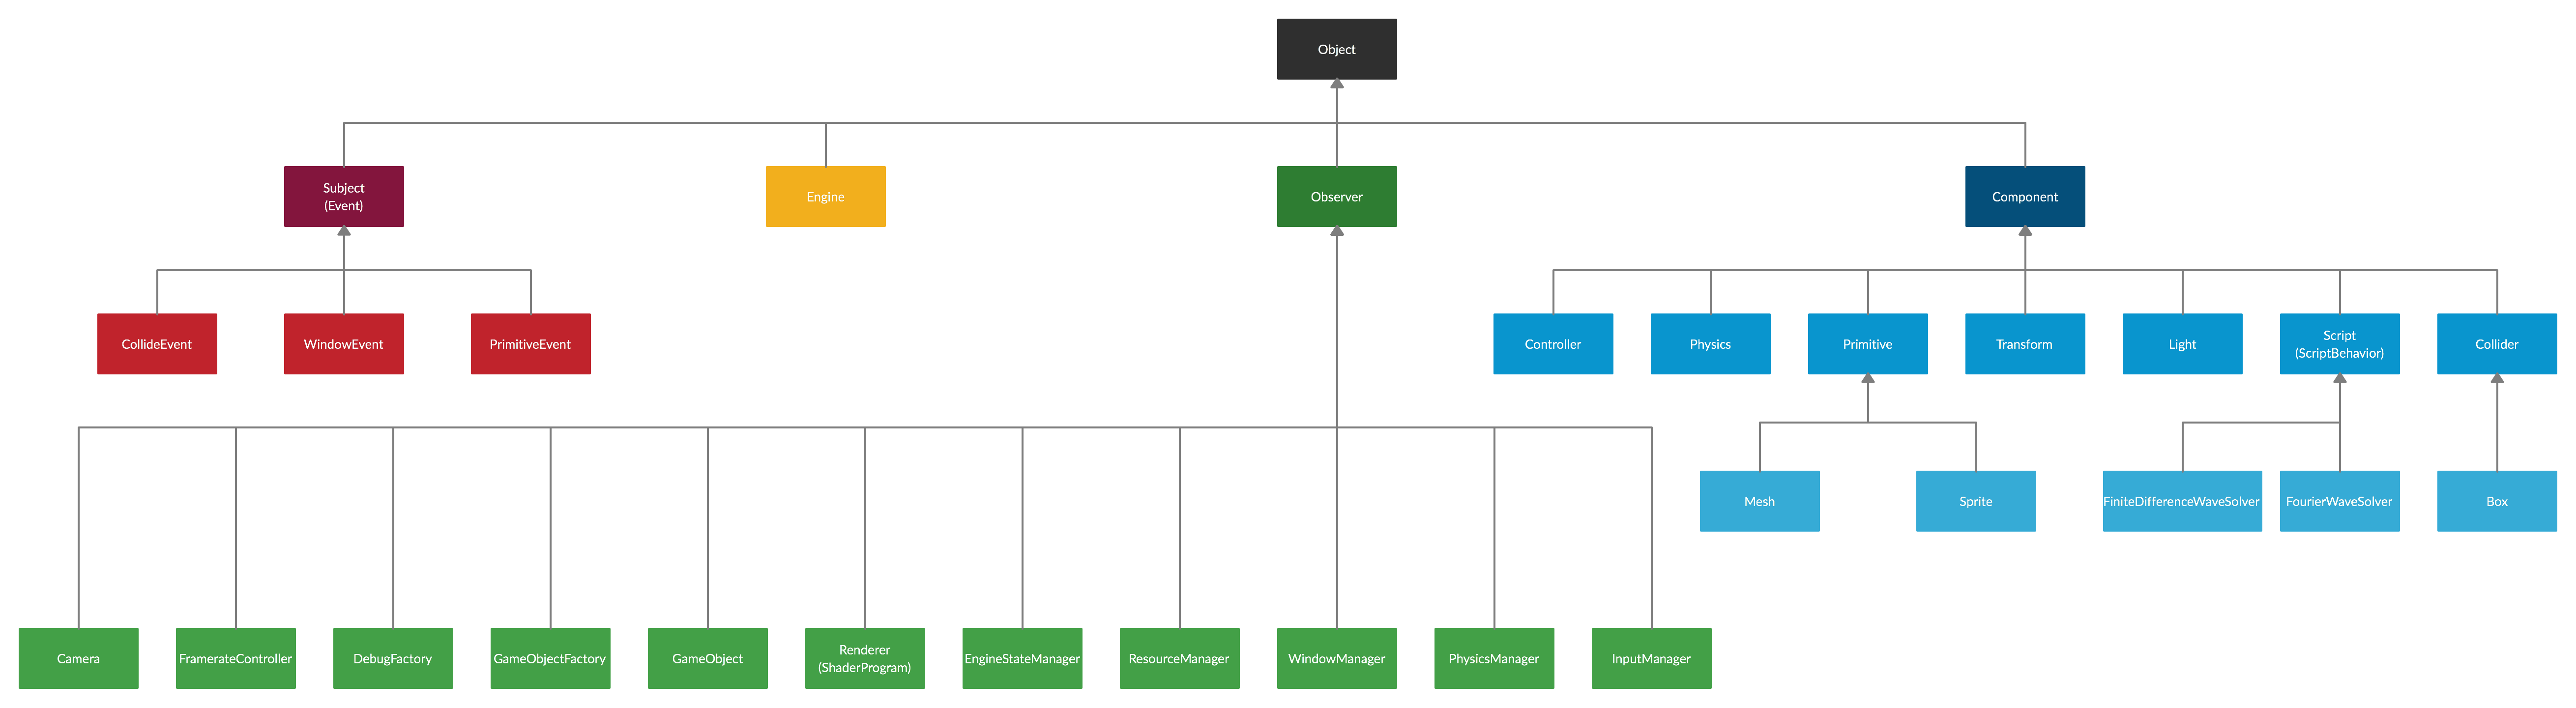 Object
Subject
(Event)
Engine
Observer
Component
CollideEvent
WindowEvent
PrimitiveEvent
Controller
Physics
Primitive
Transform
Light
Script
(ScriptBehavior)
Collider
Mesh
Sprite
FiniteDifferenceWaveSolver
FourierWaveSolver
Box
Camera
FramerateController
DebugFactory
GameObjectFactory
GameObject
Renderer
(ShaderProgram)
EngineStateManager
ResourceManager
WindowManager
PhysicsManager
InputManager